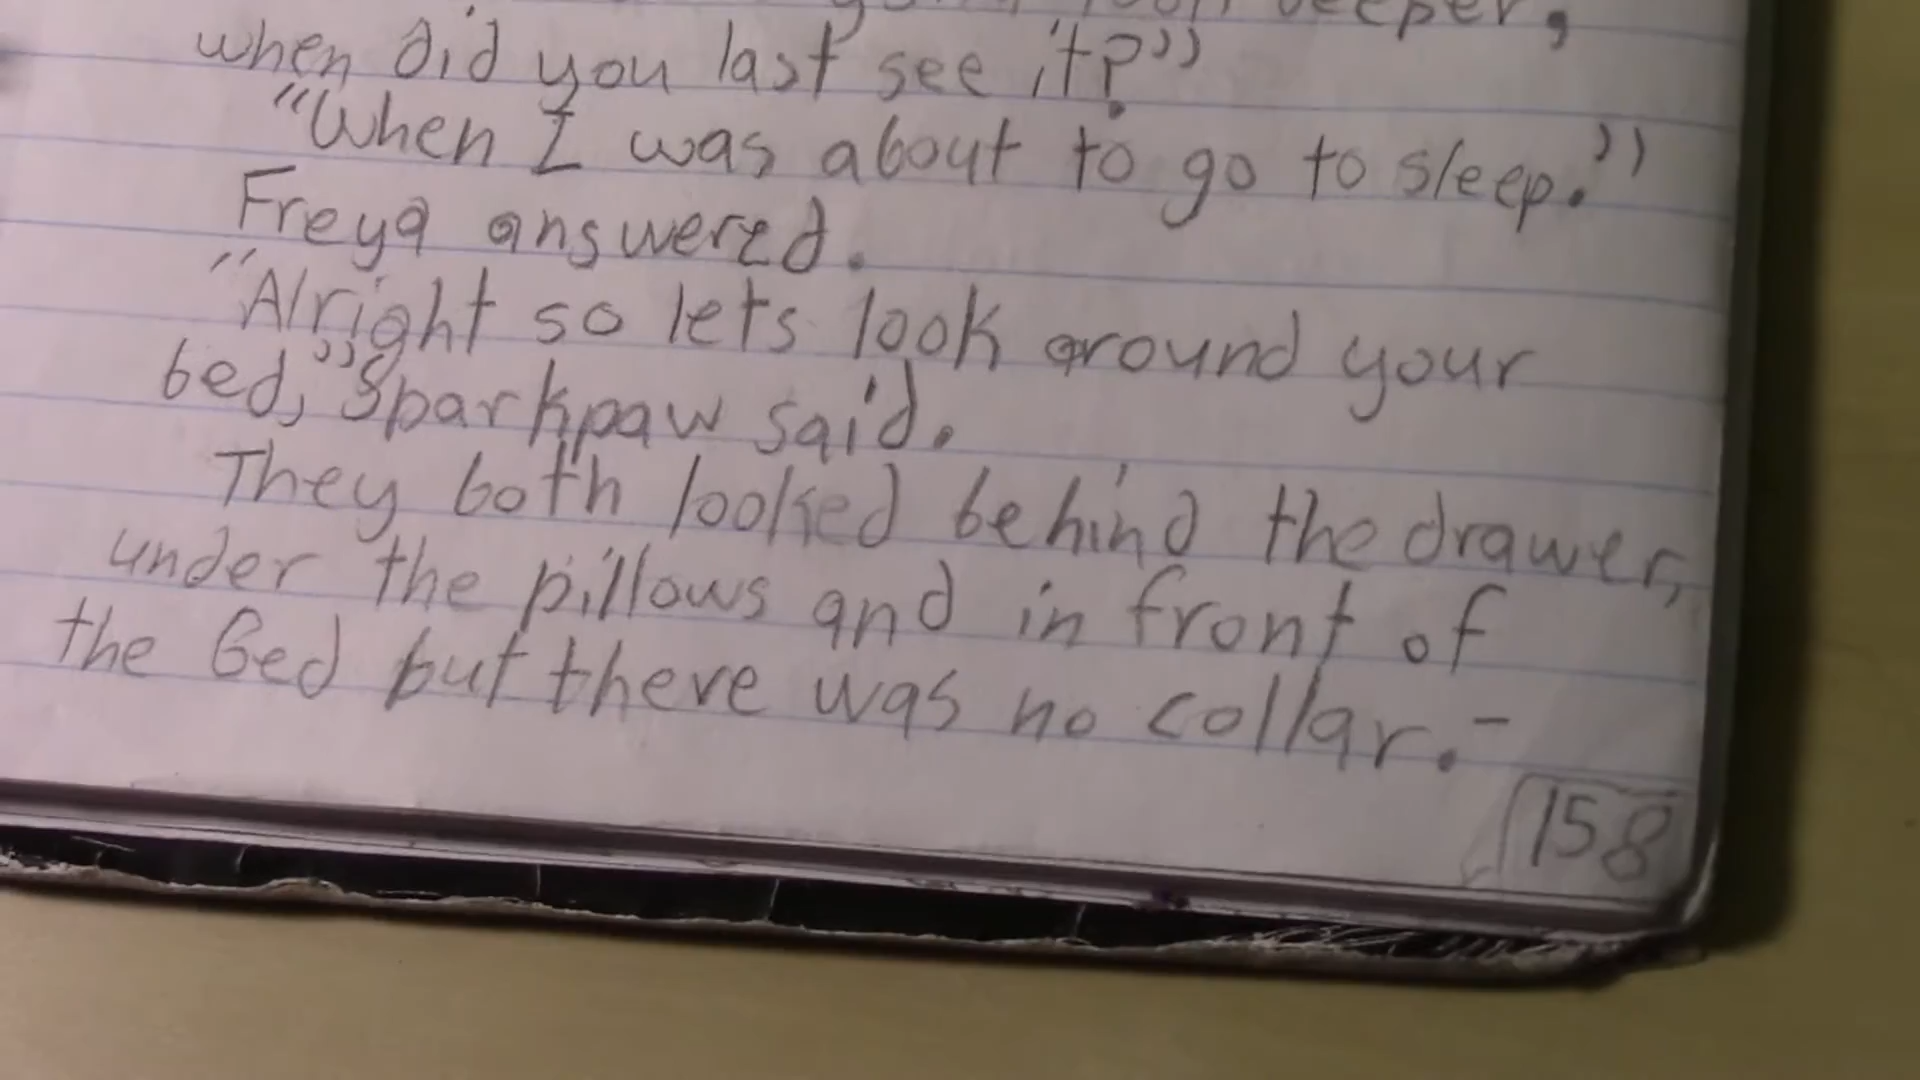 deeper,
when did you last see it?"
"When I was about to go to sleep."
Freya answered.
"Alright so lets look around your
bed," Sparkpaw said.
They both looked behind the drawer,
under the pillows and in front of
the bed but there was no collar.-
158